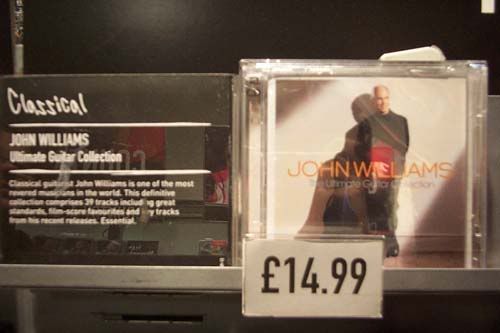 Classical
JOHN WILLIAMS
Ultimate Guitar Collection
Classical guitarist John Williams is one of the most
revered musicians in the world. This definitive
collection comprises 39 tracks including great
standards, film-score favourites and key tracks
from his recent releases. Essential.
JOHN WILLIAMS
The Ultimate Guitar Collection
£14.99